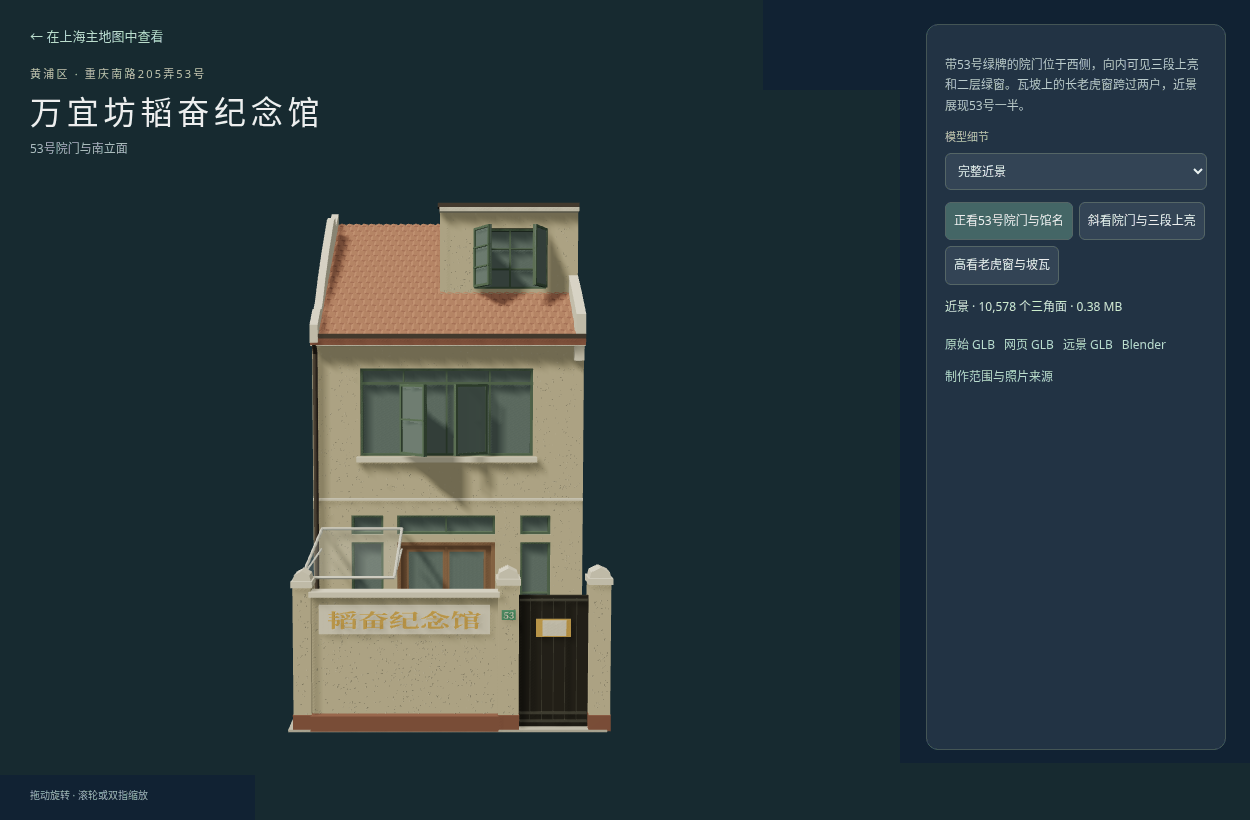 ← 在上海主地图中查看
黄浦区 · 重庆南路205弄53号
万宜坊韬奋纪念馆
53号院门与南立面
韬奋纪念馆
53
拖动旋转 · 滚轮或双指缩放
带53号绿牌的院门位于西侧，向内可见三段上亮
和二层绿窗。瓦坡上的长老虎窗跨过两户，近景
展现53号一半。
模型细节
完整近景
正看53号院门与馆名
斜看院门与三段上亮
高看老虎窗与坡瓦
近景 · 10,578 个三角面 · 0.38 MB
原始 GLB 网页 GLB 远景 GLB Blender
制作范围与照片来源